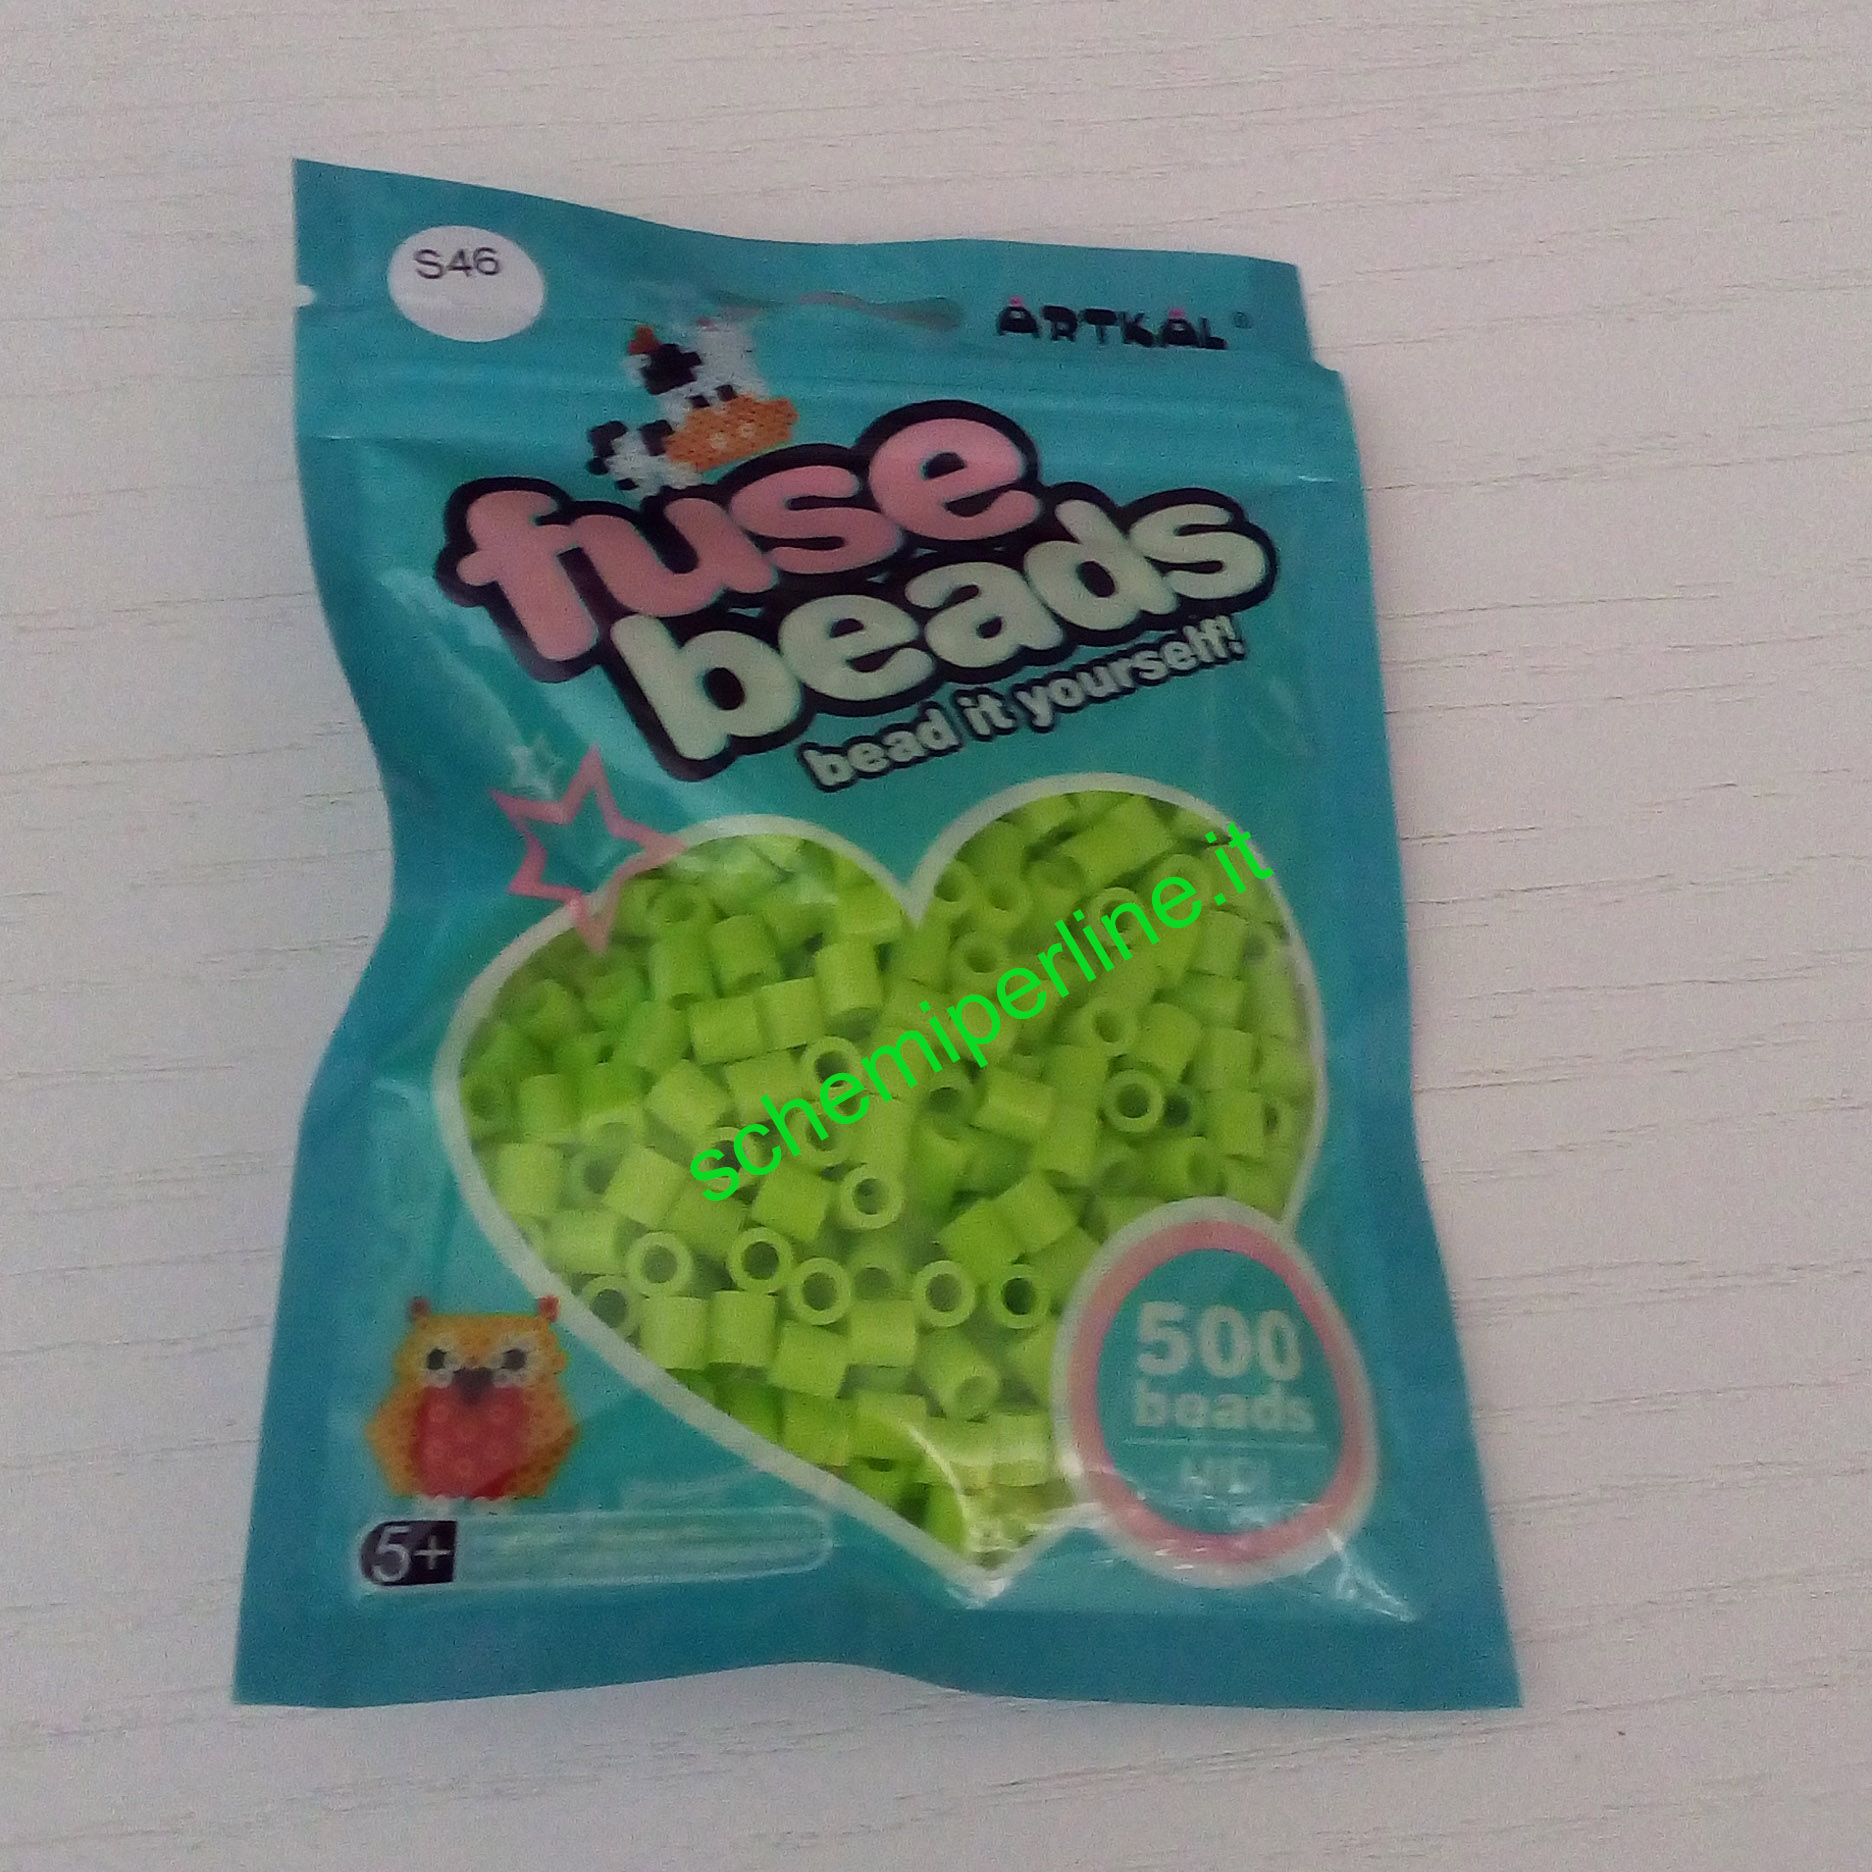 S46
ARTKAL®
fuse
beads
bead it yourself!
schemiperline.it
500
beads
5+